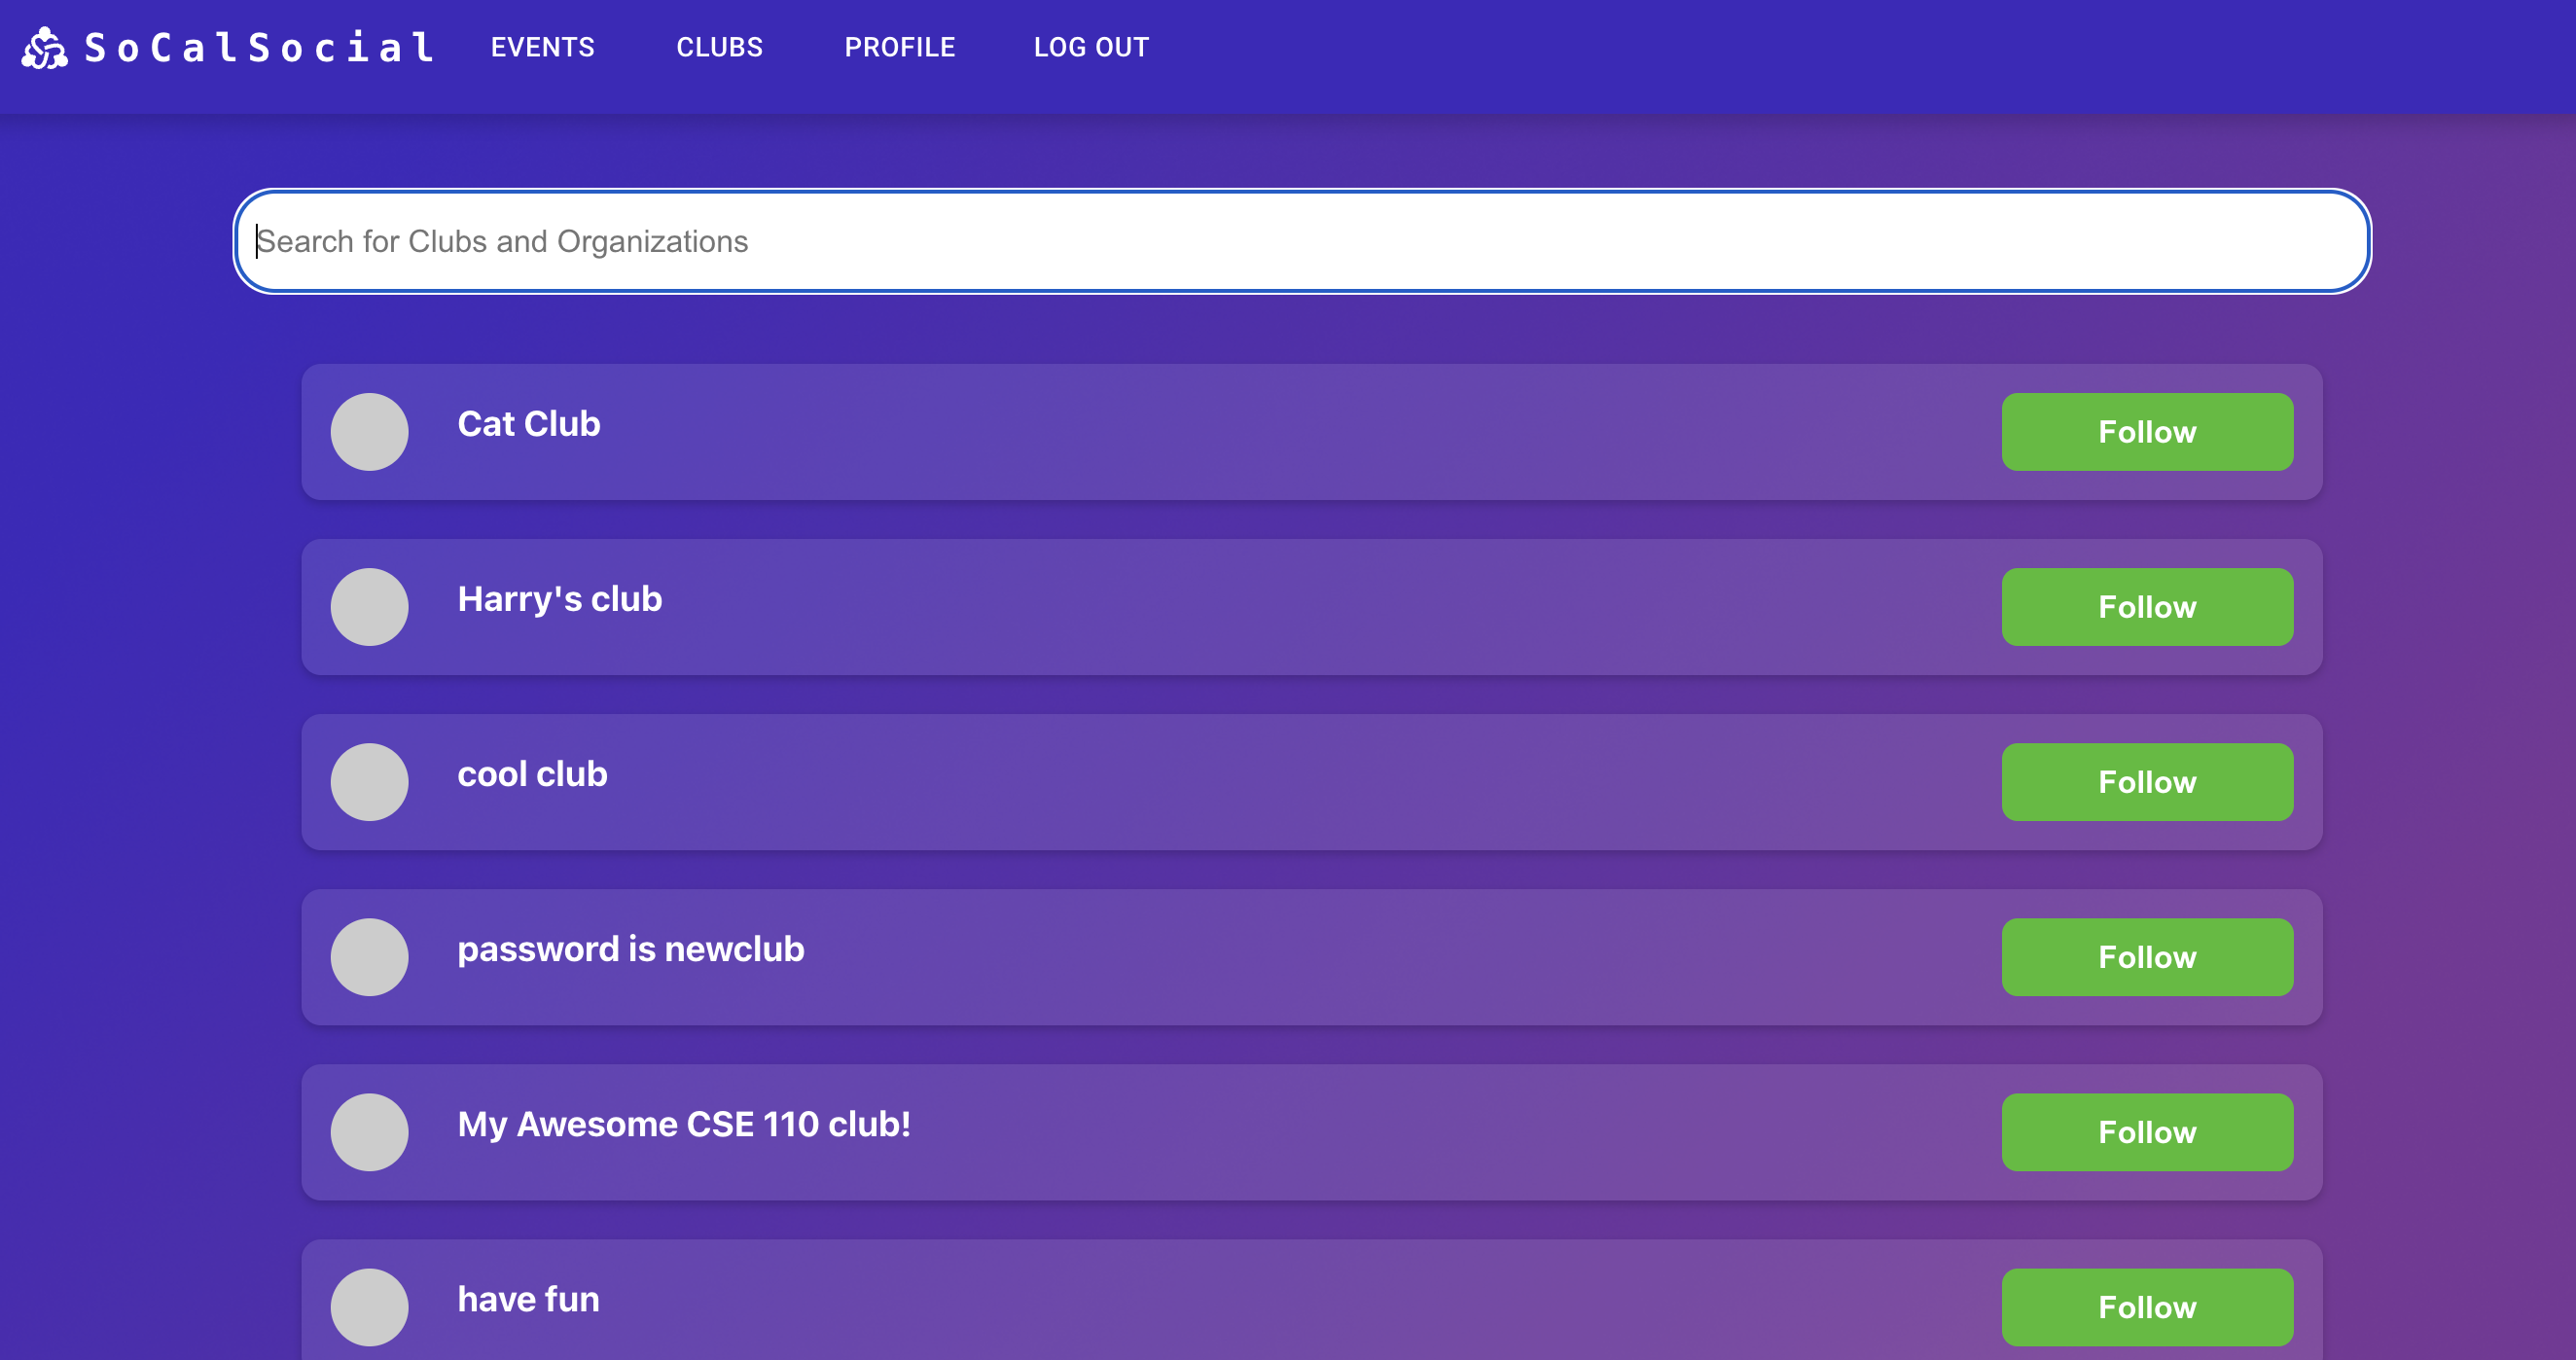 SoCalSocial EVENTS CLUBS PROFILE LOG OUT
Search for Clubs and Organizations
Cat Club Follow
Harry's club Follow
cool club Follow
password is newclub Follow
My Awesome CSE 110 club! Follow
have fun Follow